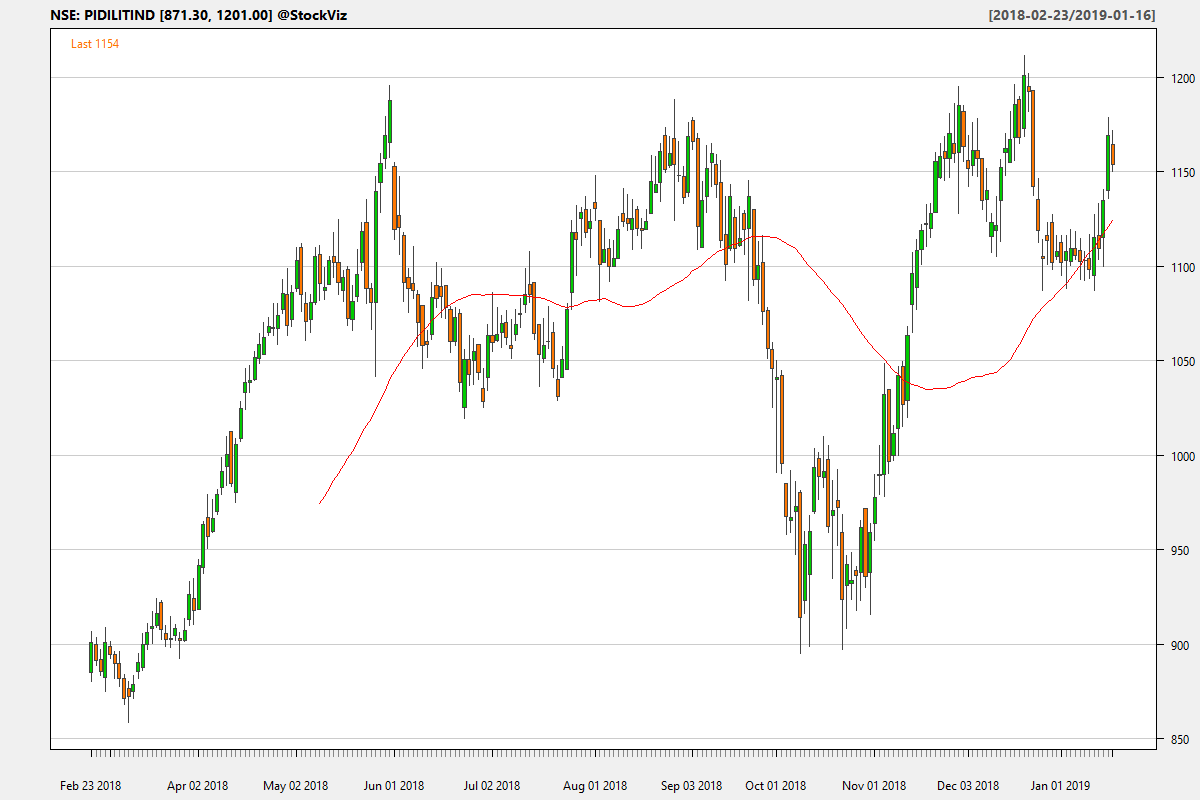 NSE: PIDILITIND [871.30, 1201.00] @StockViz
[2018-02-23/2019-01-16]
Last 1154
1200
1150
1100
1050
1000
950
900
850
Feb 23 2018
Apr 02 2018
May 02 2018
Jun 01 2018
Jul 02 2018
Aug 01 2018
Sep 03 2018
Oct 01 2018
Nov 01 2018
Dec 03 2018
Jan 01 2019